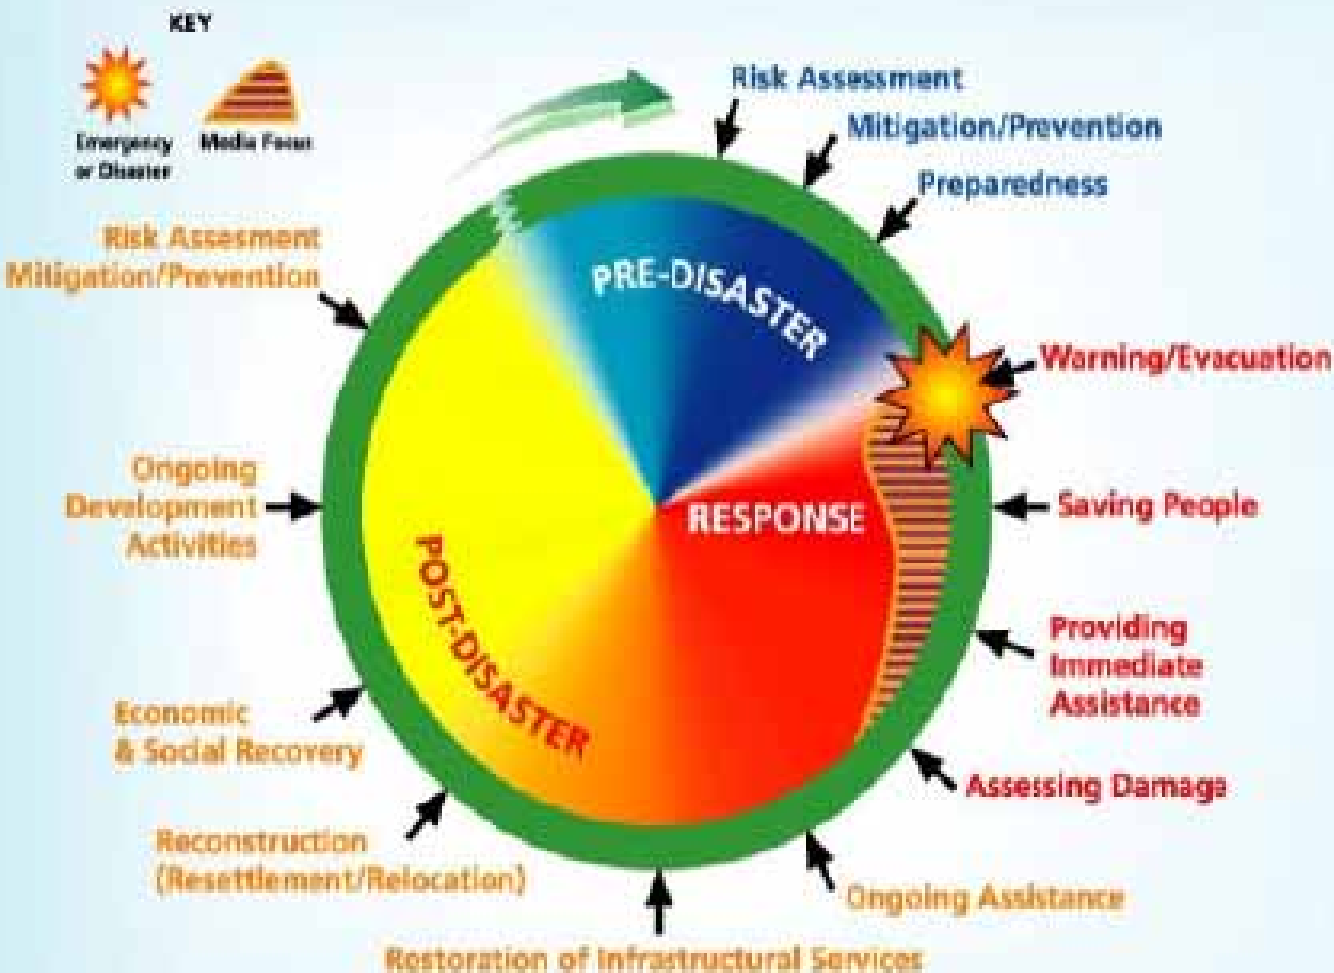 KEY
Emergency
or Disaster
Media Focus
Risk Assessment
Mitigation/Prevention
Preparedness
Warning/Evacuation
Saving People
Providing
Immediate
Assistance
Assessing Damage
Ongoing Assistance
Restoration of Infrastructural Services
Reconstruction
(Resettlement/Relocation)
Economic
& Social Recovery
Ongoing
Development
Activities
Risk Assesment
Mitigation/Prevention
PRE-DISASTER
RESPONSE
POST-DISASTER